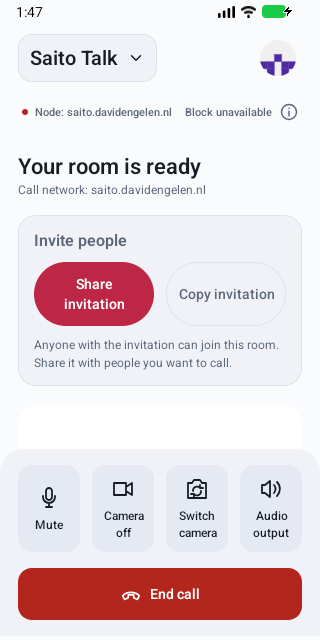 1:47
Saito Talk
Node: saito.davidengelen.nl Block unavailable
Your room is ready
Call network: saito.davidengelen.nl
Invite people
Share
invitation
Copy invitation
Anyone with the invitation can join this room.
Share it with people you want to call.
Mute
Camera
off
Switch
camera
Audio
output
End call